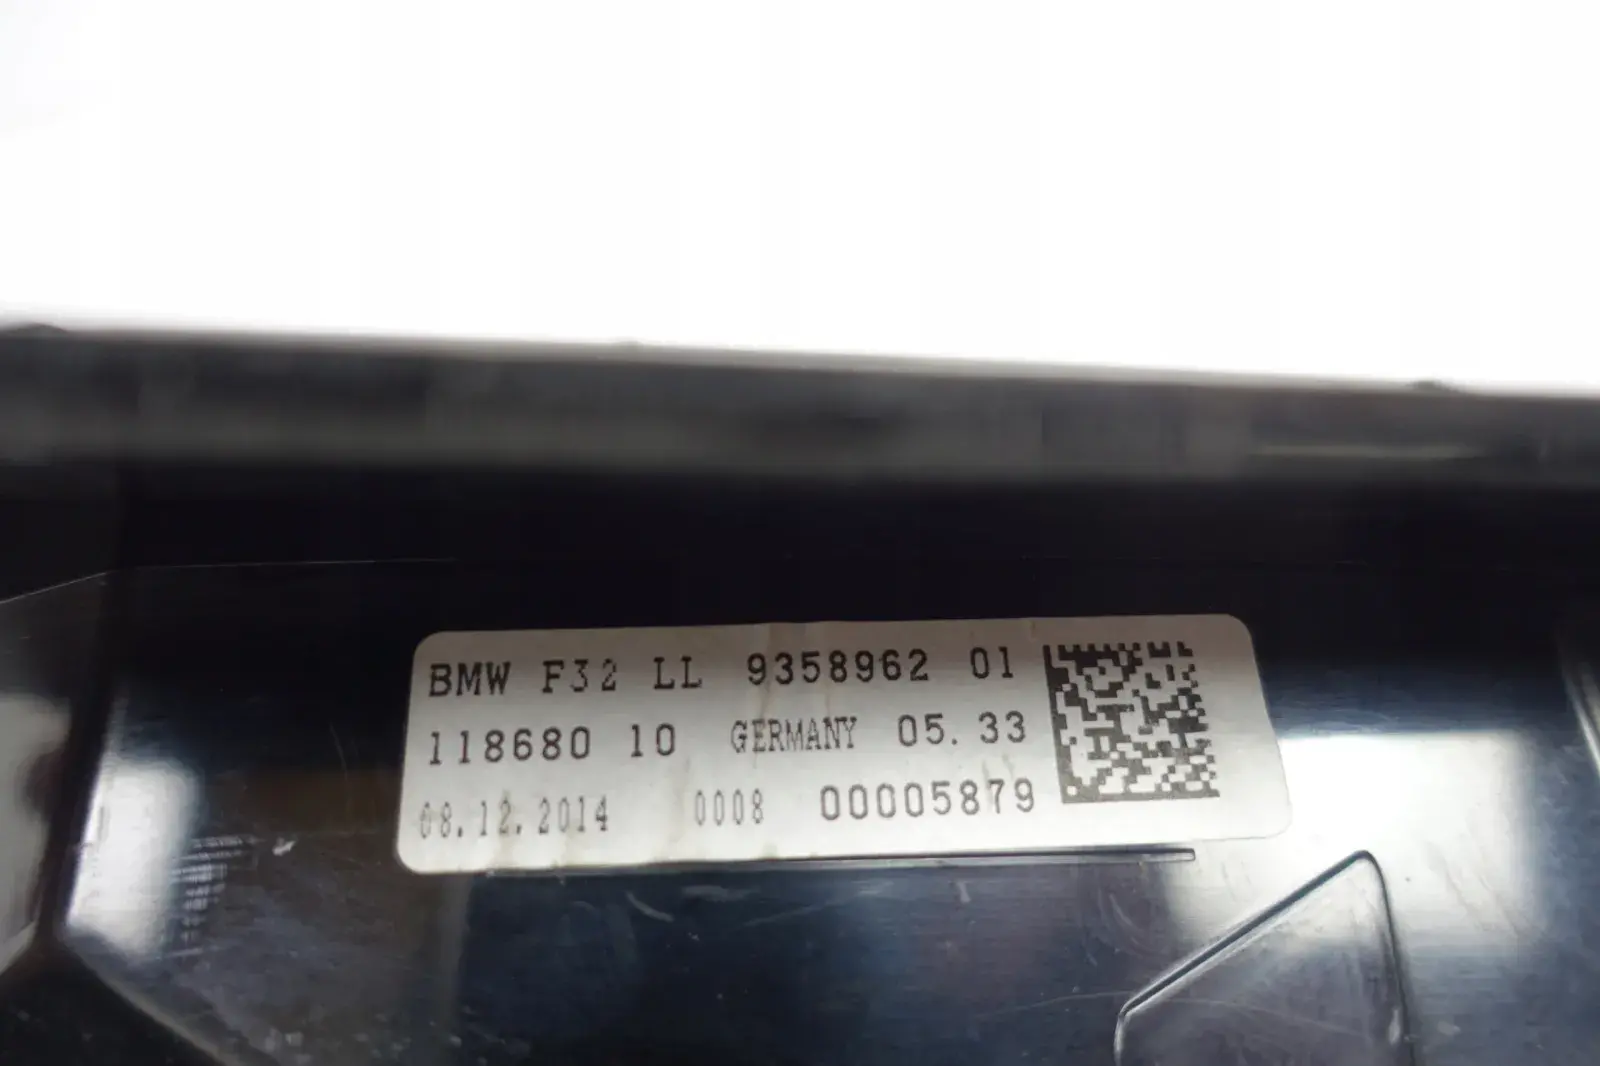 BMW F32 LL 9358962 01
118680 10 GERMANY 05.33
08.12.2014 0008 00005879